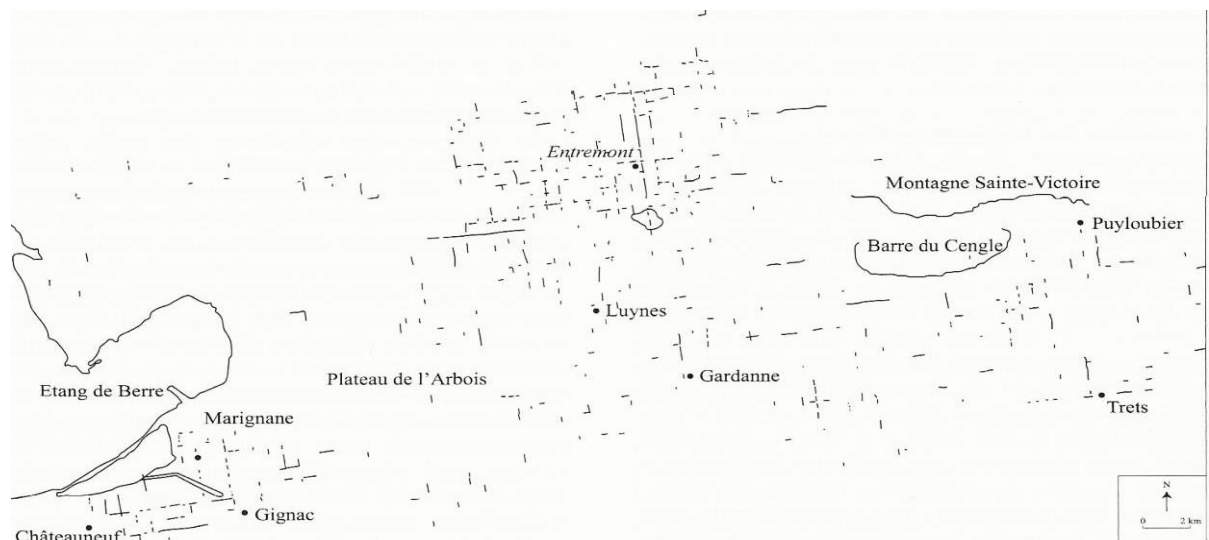 Entremont
Montagne Sainte-Victoire
Puyloubier
Barre du Cengle
Luynes
Plateau de l'Arbois
Gardanne
Etang de Berre
Trets
Marignane
Gignac
Châteauneuf
N
0 2 km